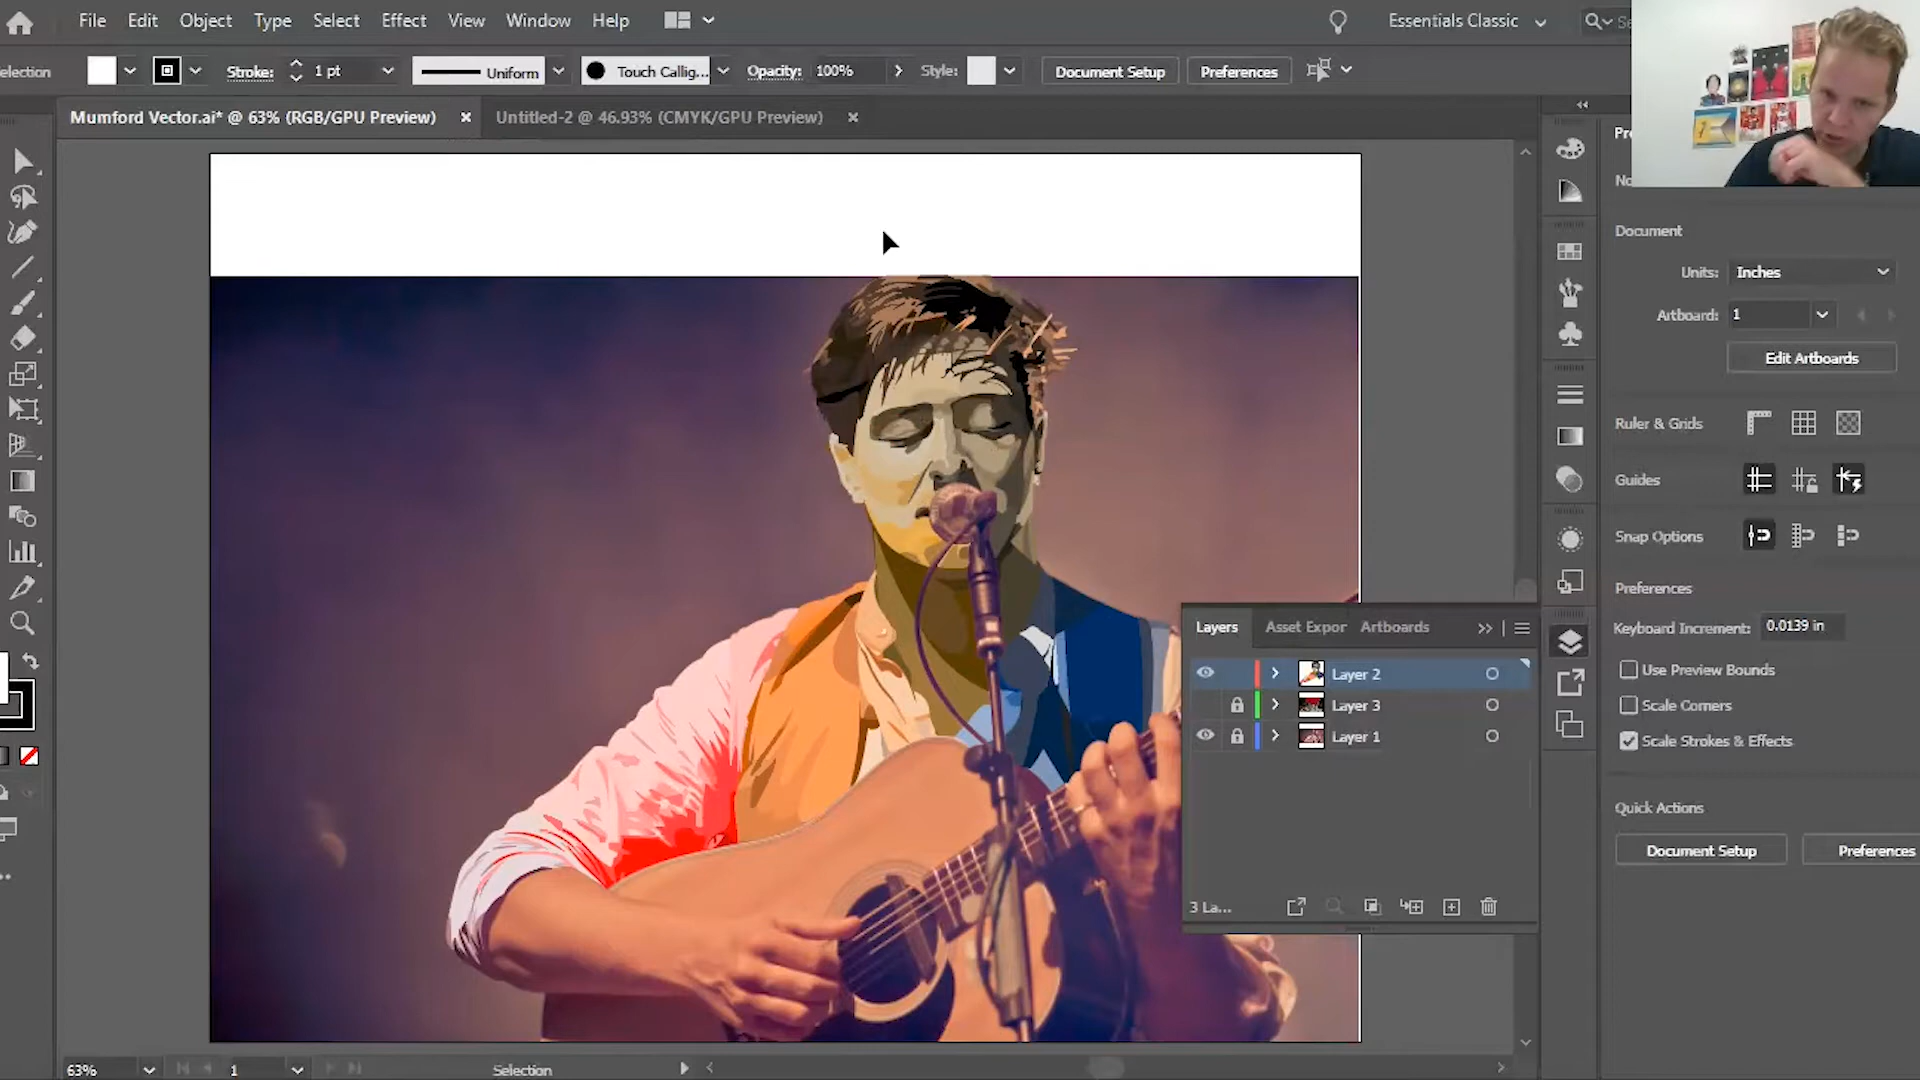 File Edit Object Type Select Effect View Window Help
Essentials Classic
election Stroke: 1 pt Uniform Touch Callig... Opacity: 100% Style: Document Setup Preferences
Mumford Vector.ai* @ 63% (RGB/GPU Preview) × Untitled-2 @ 46.93% (CMYK/GPU Preview) ×
Document
Units: Inches
Artboard: 1
Edit Artboards
Ruler & Grids
Guides
Snap Options
Preferences
Keyboard Increment: 0.0139 in
Use Preview Bounds
Scale Corners
Scale Strokes & Effects
Quick Actions
Document Setup Preferences
Layers Asset Expor Artboards
Layer 2
Layer 3
Layer 1
3 La...
63% 1 Selection